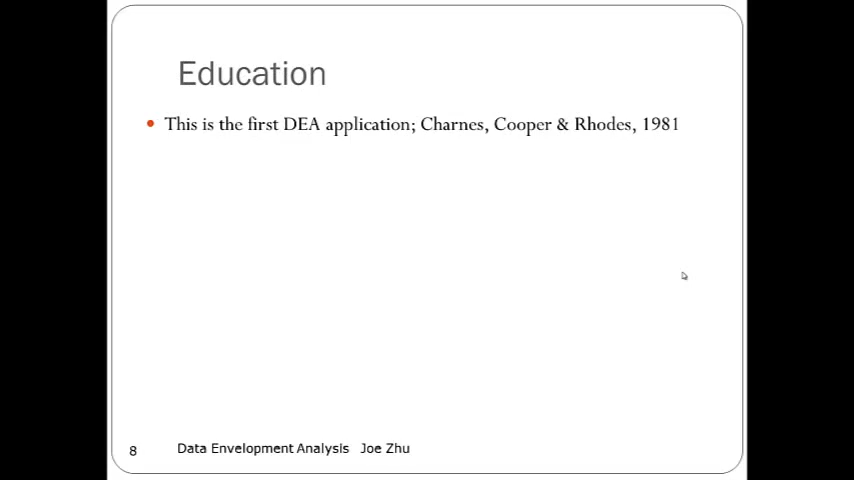 Education
• This is the first DEA application; Charnes, Cooper & Rhodes, 1981
8 Data Envelopment Analysis Joe Zhu